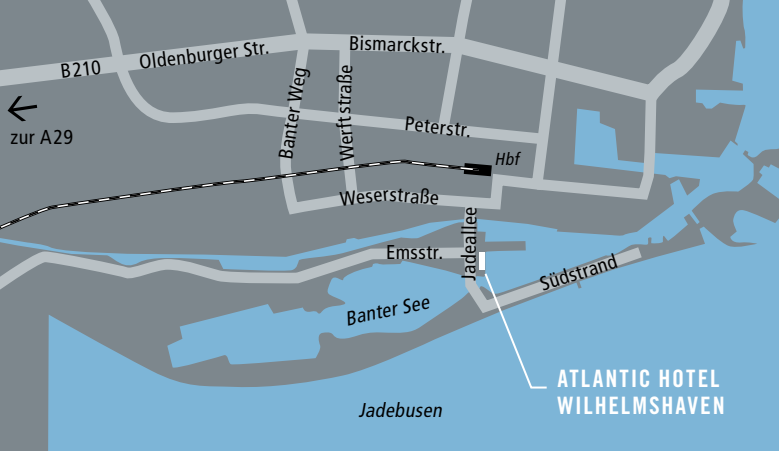 Bismarckstr.
Oldenburger Str.
B210
zur A29
Banter Weg
Werftstraße
Peterstr.
Hbf
Weserstraße
Jadeallee
Emsstr.
Südstrand
Banter See
ATLANTIC HOTEL
WILHELMSHAVEN
Jadebusen